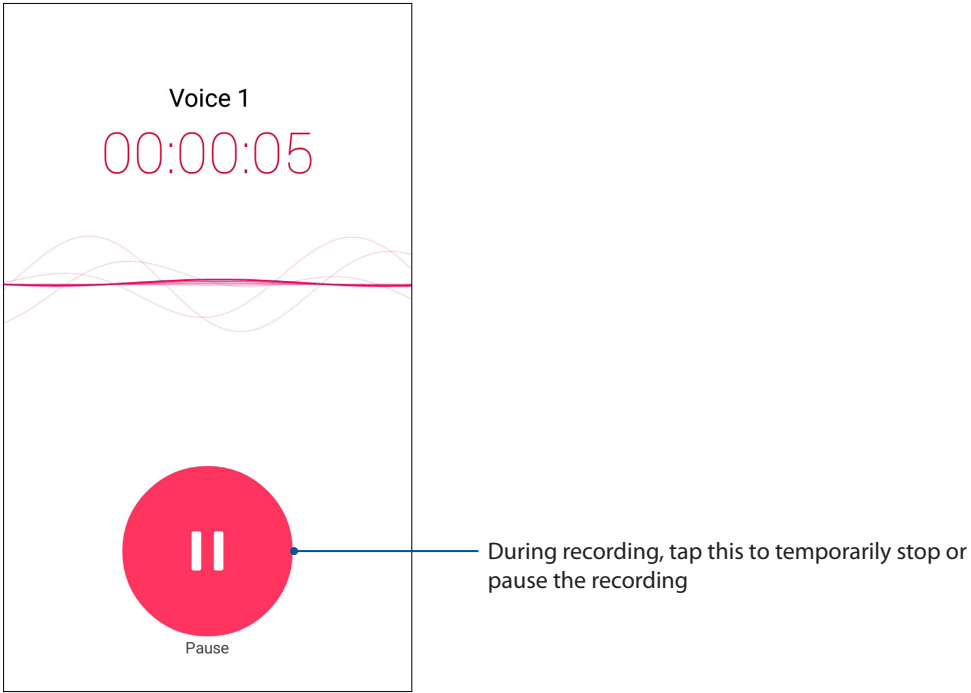 Voice 1
00:00:05
During recording, tap this to temporarily stop or
pause the recording
Pause